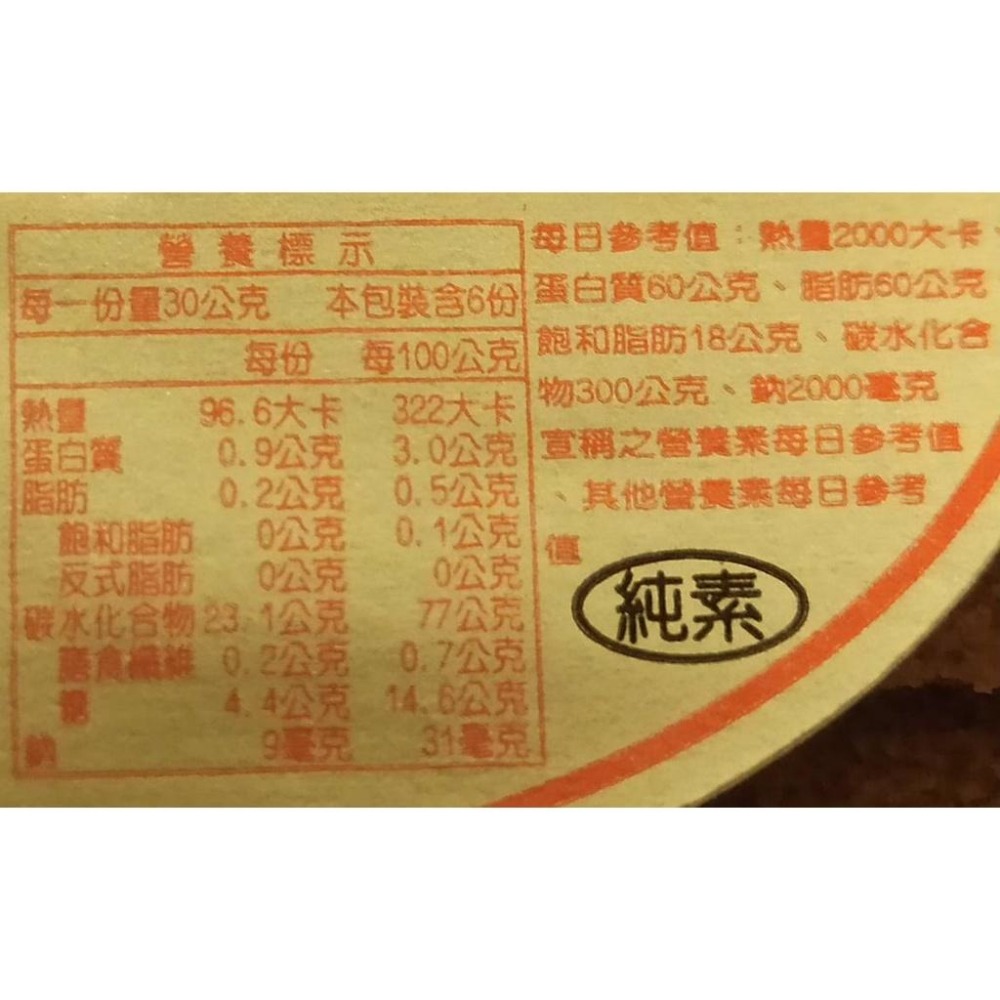 營養標示
每一份量30公克 本包裝含6份
每份 每100公克
熱量 96.6大卡 322大卡
蛋白質 0.9公克 3.0公克
脂肪 0.2公克 0.5公克
飽和脂肪 0公克 0.1公克
反式脂肪 0公克 0公克
碳水化合物 23.1公克 77公克
膳食纖維 0.2公克 0.7公克
糖 4.4公克 14.6公克
鈉 9毫克 31毫克
每日參考值：熱量2000大卡、
蛋白質60公克、脂肪60公克
飽和脂肪18公克、碳水化合
物300公克、鈉2000毫克
宣稱之營養素每日參考值
、其他營養素每日參考
值
純素